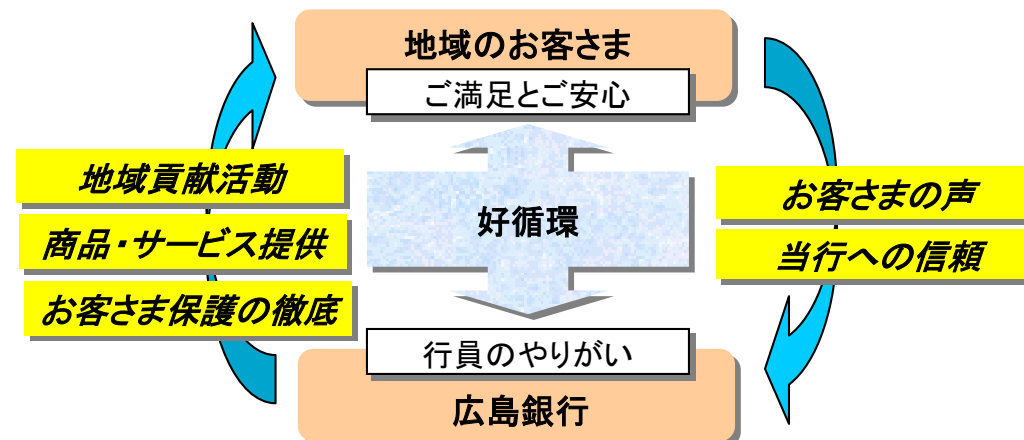 地域のお客さま
ご満足とご安心
地域貢献活動
商品・サービス提供
お客さま保護の徹底
好循環
お客さまの声
当行への信頼
行員のやりがい
広島銀行